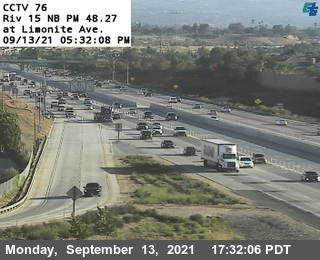 CCTV 76
Riv 15 NB PM 48.27
at Limonite Ave.
09/13/21 05:32:08 PM
Monday, September 13, 2021 17:32:06 PDT